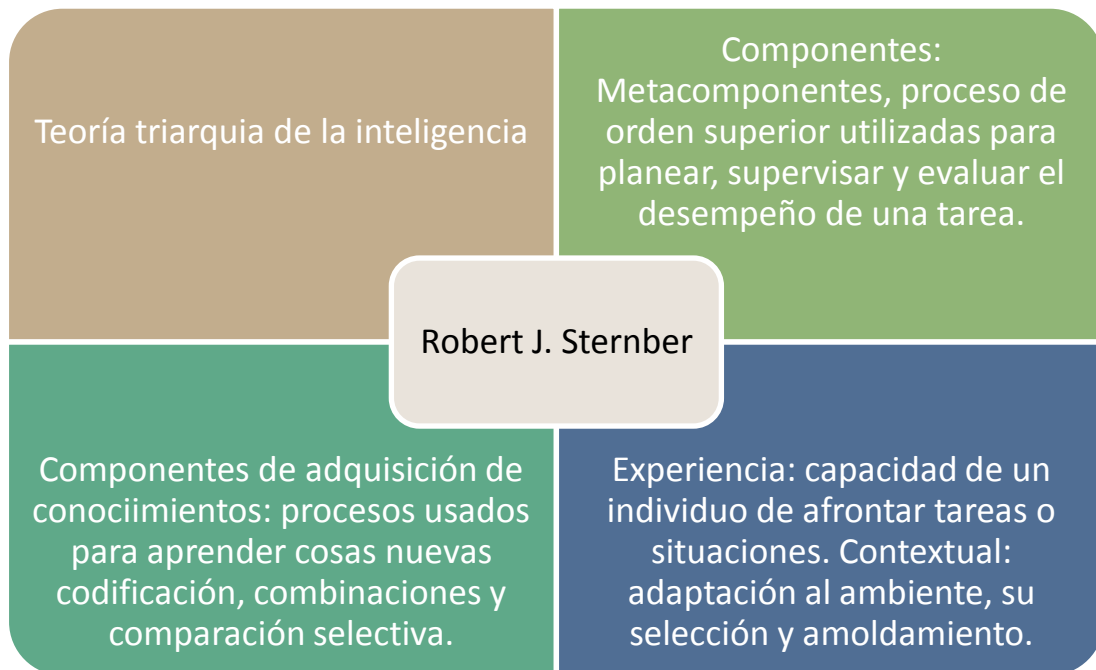 Teoría triarquia de la inteligencia
Componentes:
Metacomponentes, proceso de
orden superior utilizadas para
planear, supervisar y evaluar el
desempeño de una tarea.
Robert J. Sternber
Componentes de adquisición de
conociimientos: procesos usados
para aprender cosas nuevas
codificación, combinaciones y
comparación selectiva.
Experiencia: capacidad de un
individuo de afrontar tareas o
situaciones. Contextual:
adaptación al ambiente, su
selección y amoldamiento.